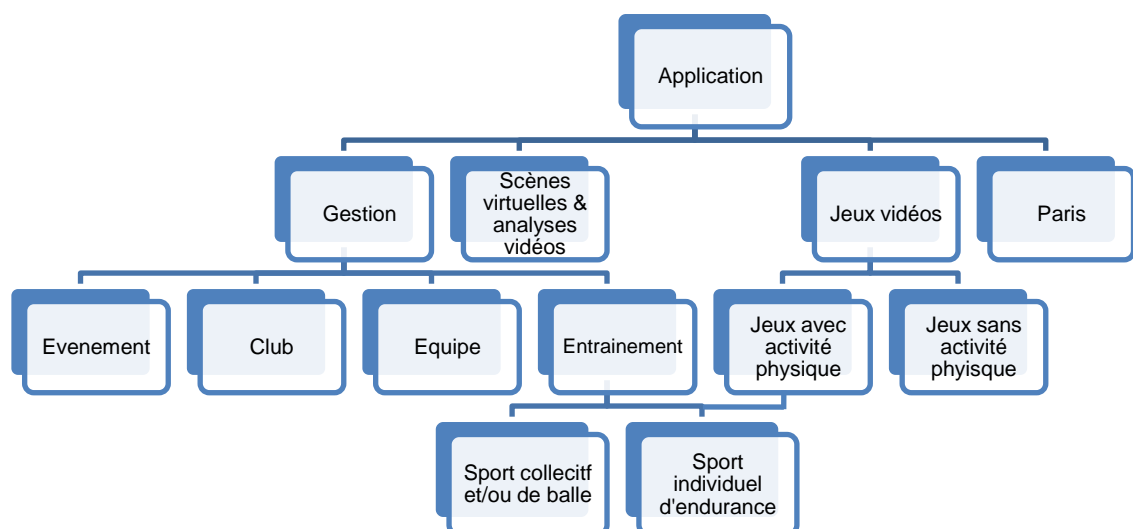 Application
Gestion
Scènes
virtuelles &
analyses
vidéos
Jeux vidéos
Paris
Evenement
Club
Equipe
Entrainement
Jeux avec
activité
physique
Jeux sans
activité
phyisque
Sport collecitf
et/ou de balle
Sport
individuel
d'endurance